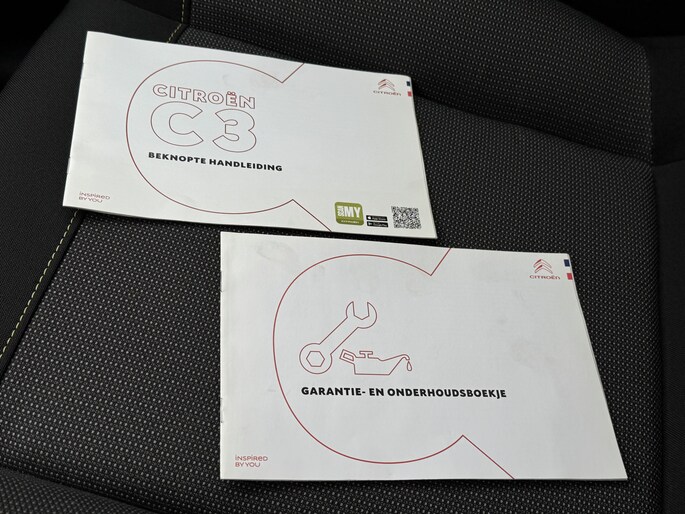 CITROËN
CITROËN
C3
BEKNOPTE HANDLEIDING
INSPIRED
BY YOU
MY
CITROËN
GARANTIE- EN ONDERHOUDSBOEKJE
INSPIRED
BY YOU